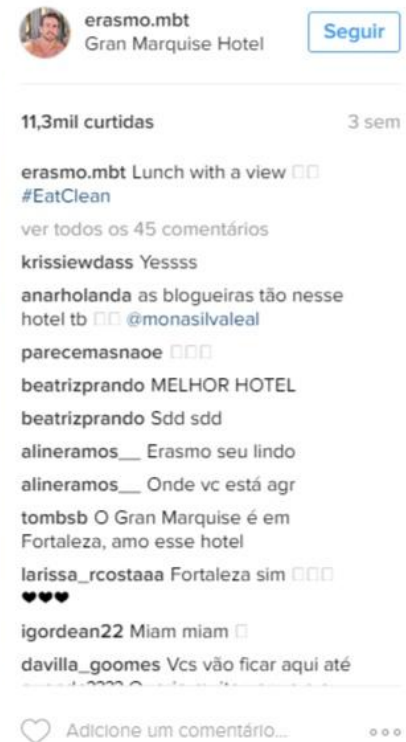 erasmo.mbt
Gran Marquise Hotel
Seguir
11,3mil curtidas
3 sem
erasmo.mbt Lunch with a view
#EatClean
ver todos os 45 comentários
krissiewdass Yessss
anarholanda as blogueiras tão nesse
hotel tb @monasilvaleal
parecemasnaoe
beatrizprando MELHOR HOTEL
beatrizprando Sdd sdd
alineramos__ Erasmo seu lindo
alineramos__ Onde vc está agr
tombsb O Gran Marquise é em
Fortaleza, amo esse hotel
larissa_rcostaaa Fortaleza sim
♥♥♥
igordean22 Miam miam
davilla_goomes Vcs vão ficar aqui até
Adicione um comentário...